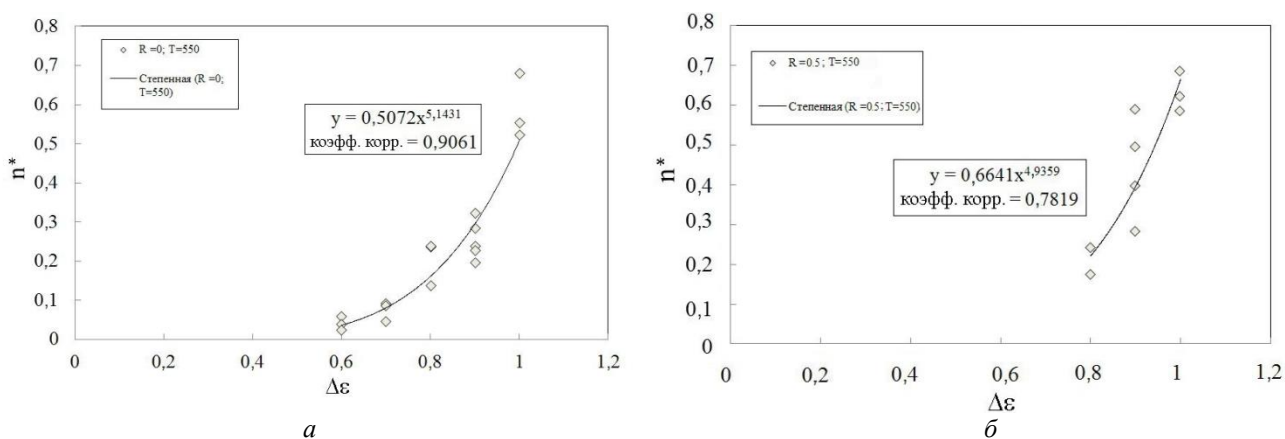 0,8
0,7
0,6
0,5
0,4
0,3
0,2
0,1
0
n*
R =0; T=550
Степенная (R =0;
T=550)
y = 0,5072x^5,1431
коэфф. корр. = 0,9061
0 0,2 0,4 0,6 0,8 1 1,2
Δε
а
0,8
0,7
0,6
0,5
0,4
0,3
0,2
0,1
0
n*
R =0.5 ; T=550
Степенная (R =0.5 ; T=550)
y = 0,6641x^4,9359
коэфф. корр. = 0,7819
0 0,2 0,4 0,6 0,8 1 1,2
Δε
б